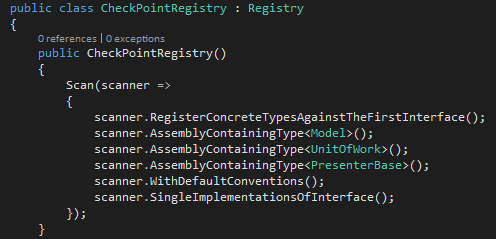 public class CheckPointRegistry : Registry
{
0 references | 0 exceptions
public CheckPointRegistry()
{
Scan(scanner =>
{
scanner.RegisterConcreteTypesAgainstTheFirstInterface();
scanner.AssemblyContainingType<Model>();
scanner.AssemblyContainingType<UnitOfWork>();
scanner.AssemblyContainingType<PresenterBase>();
scanner.WithDefaultConventions();
scanner.SingleImplementationsOfInterface();
});
}